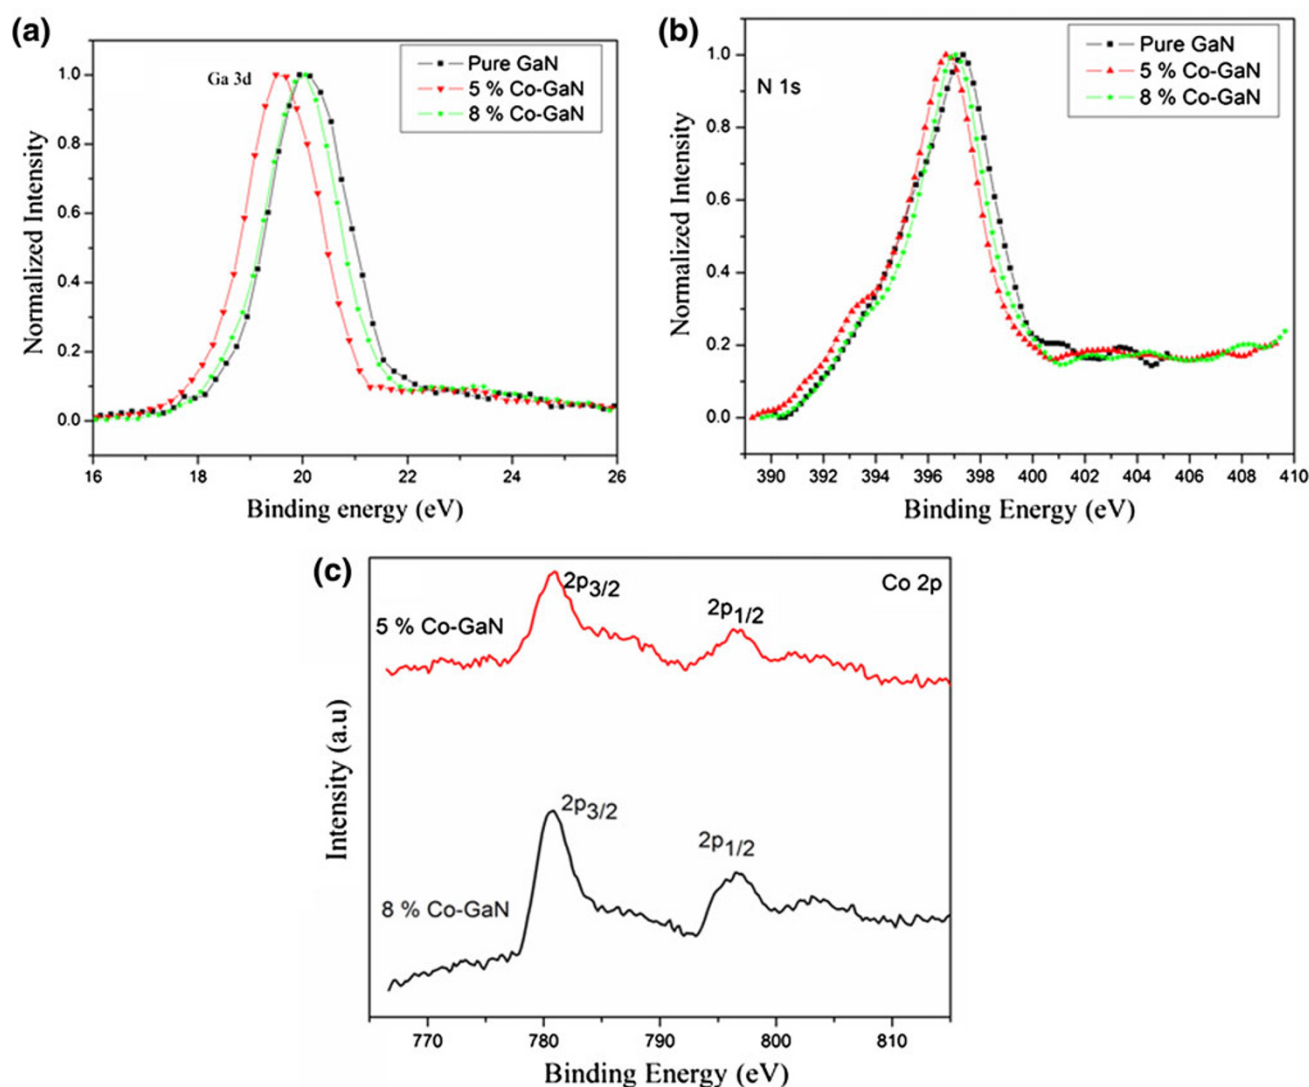 (a)
Ga 3d
Pure GaN
5 % Co-GaN
8 % Co-GaN
Normalized Intensity
1.0
0.8
0.6
0.4
0.2
0.0
16 18 20 22 24 26
Binding energy (eV)
(b)
N 1s
Pure GaN
5 % Co-GaN
8 % Co-GaN
Normalized Intensity
1.0
0.8
0.6
0.4
0.2
0.0
390 392 394 396 398 400 402 404 406 408 410
Binding Energy (eV)
(c)
Co 2p
2p3/2
2p1/2
5 % Co-GaN
2p3/2
2p1/2
8 % Co-GaN
Intensity (a.u)
770 780 790 800 810
Binding Energy (eV)